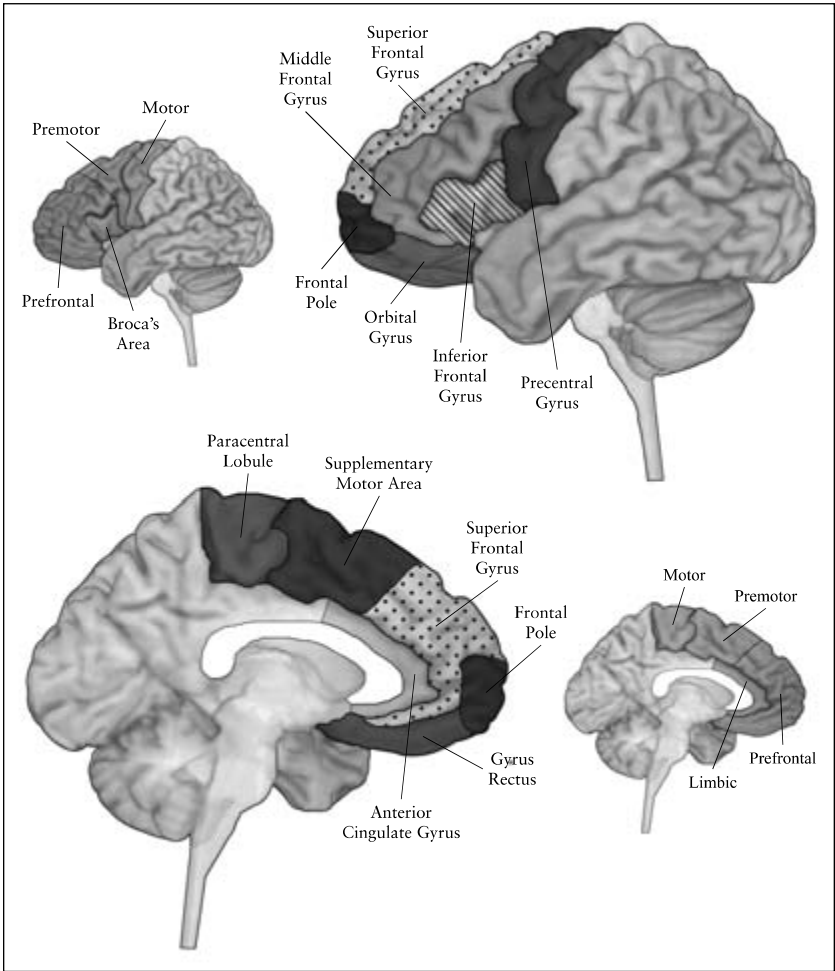 Superior
Frontal
Gyrus
Middle
Frontal
Gyrus
Motor
Premotor
Prefrontal
Broca's
Area
Frontal
Pole
Orbital
Gyrus
Inferior
Frontal
Gyrus
Precentral
Gyrus
Paracentral
Lobule
Supplementary
Motor Area
Superior
Frontal
Gyrus
Frontal
Pole
Gyrus
Rectus
Anterior
Cingulate Gyrus
Motor
Premotor
Prefrontal
Limbic